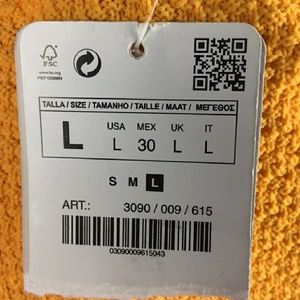 FSC
TALLA / SIZE / TAMANHO / TAILLE / MAAT / ΜΕΓΕΘΟΣ
L
USA MEX UK IT
L 30 L L
S M L
ART.: 3090 / 009 / 615
03090009615043